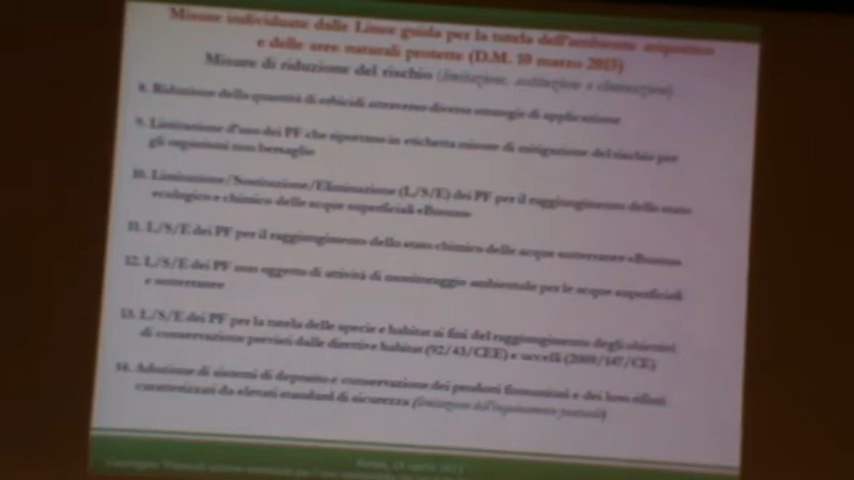 Misure individuate dalle Linee guida per la tutela dell'ambiente acquatico
e delle aree naturali protette (D.M. 10 marzo 2015)
Misure di riduzione del rischio (limitazione, sostituzione e eliminazione)
8. Riduzione della quantità di erbicidi attraverso diverse strategie di applicazione
9. Limitazione d'uso dei PF che riportano in etichetta misure di mitigazione del rischio per
gli organismi non bersaglio
10. Limitazione/Sostituzione/Eliminazione (L/S/E) dei PF per il raggiungimento dello stato
ecologico e chimico delle acque superficiali «Buono»
11. L/S/E dei PF per il raggiungimento dello stato chimico delle acque sotterranee «Buono»
12. L/S/E dei PF non oggetto di attività di monitoraggio ambientale per le acque superficiali
e sotterranee
13. L/S/E dei PF per la tutela delle specie e habitat ai fini del raggiungimento degli obiettivi
di conservazione previsti dalle direttive habitat (92/43/CEE) e uccelli (2009/147/CE)
14. Adozione di sistemi di deposito e conservazione dei prodotti fitosanitari e dei loro effluenti
caratterizzati da elevati standard di sicurezza
aprile 2015